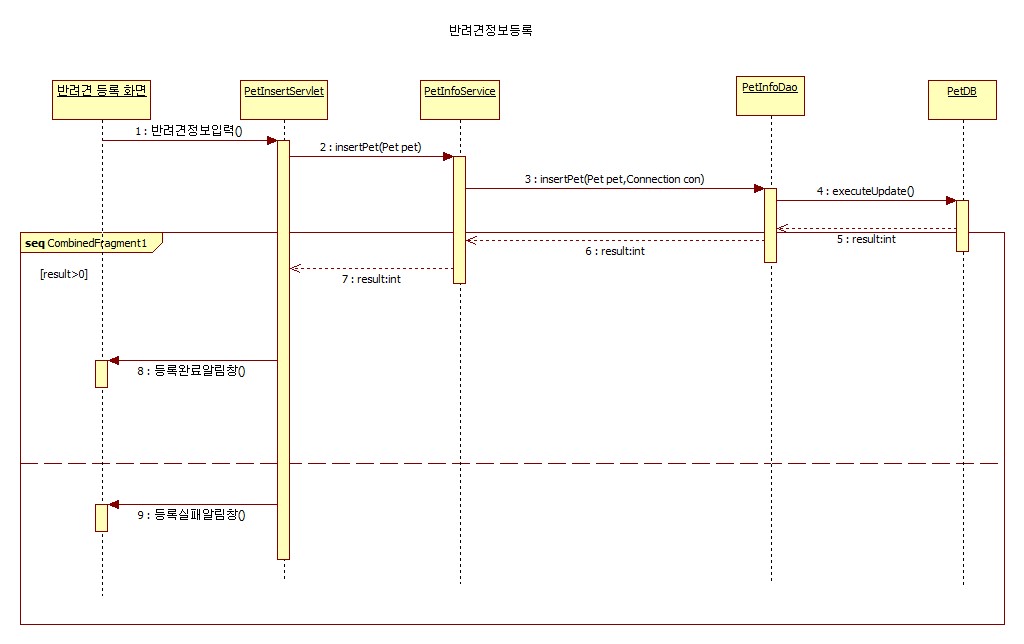 반려견정보등록
반려견 등록 화면
PetInsertServlet
PetInfoService
PetInfoDao
PetDB
1 : 반려견정보입력()
2 : insertPet(Pet pet)
3 : insertPet(Pet pet,Connection con)
4 : executeUpdate()
5 : result:int
6 : result:int
7 : result:int
seq CombinedFragment1
[result>0]
8 : 등록완료알림창()
9 : 등록실패알림창()